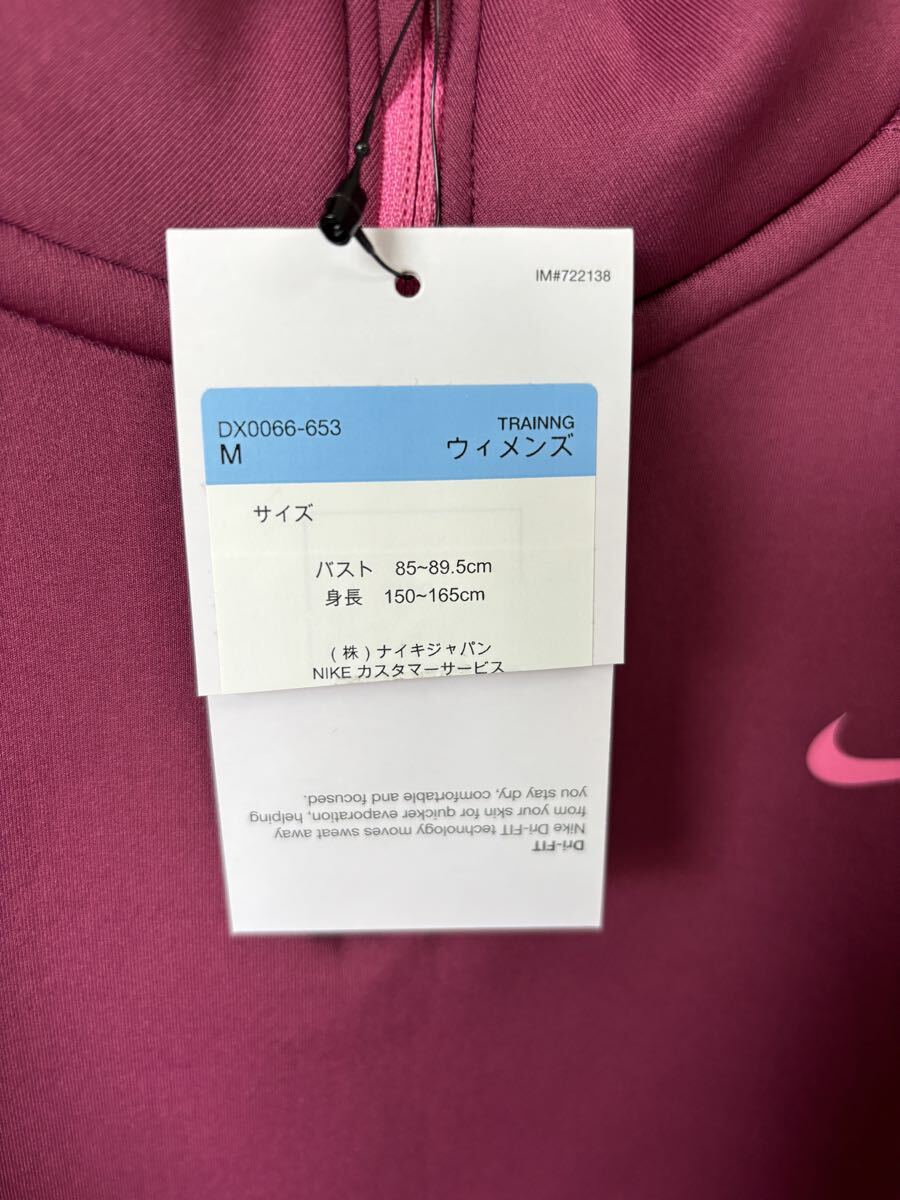 IM#722138
DX0066-653
TRAINNG
M
ウィメンズ
サイズ
バスト 85~89.5cm
身長 150~165cm
(株)ナイキジャパン
NIKE カスタマーサービス
Dri-FIT
Nike Dri-FIT technology moves sweat away
from your skin for quicker evaporation, helping
you stay dry, comfortable and focused.